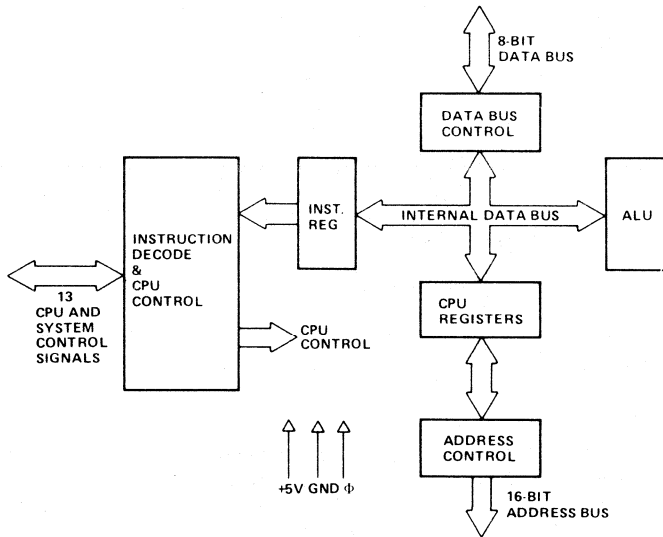 8-BIT
DATA BUS
DATA BUS
CONTROL
INST.
REG
INTERNAL DATA BUS
ALU
INSTRUCTION
DECODE
&
CPU
CONTROL
13
CPU AND
SYSTEM
CONTROL
SIGNALS
CPU
CONTROL
CPU
REGISTERS
ADDRESS
CONTROL
+5V GND Φ
16-BIT
ADDRESS BUS